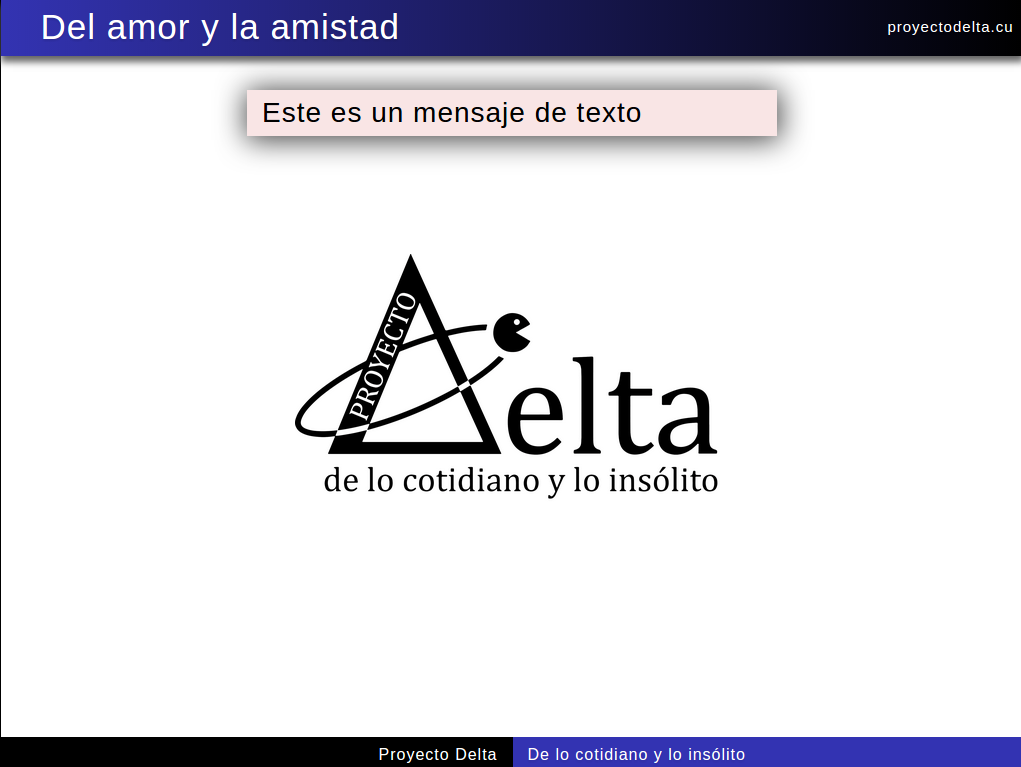 Del amor y la amistad
proyectodelta.cu
Este es un mensaje de texto
PROYECTO
elta
de lo cotidiano y lo insólito
Proyecto Delta
De lo cotidiano y lo insólito